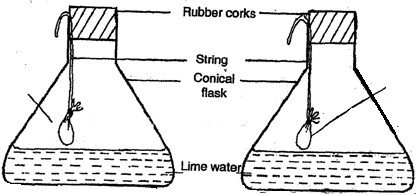 Rubber corks
String
Conical
flask
Lime water